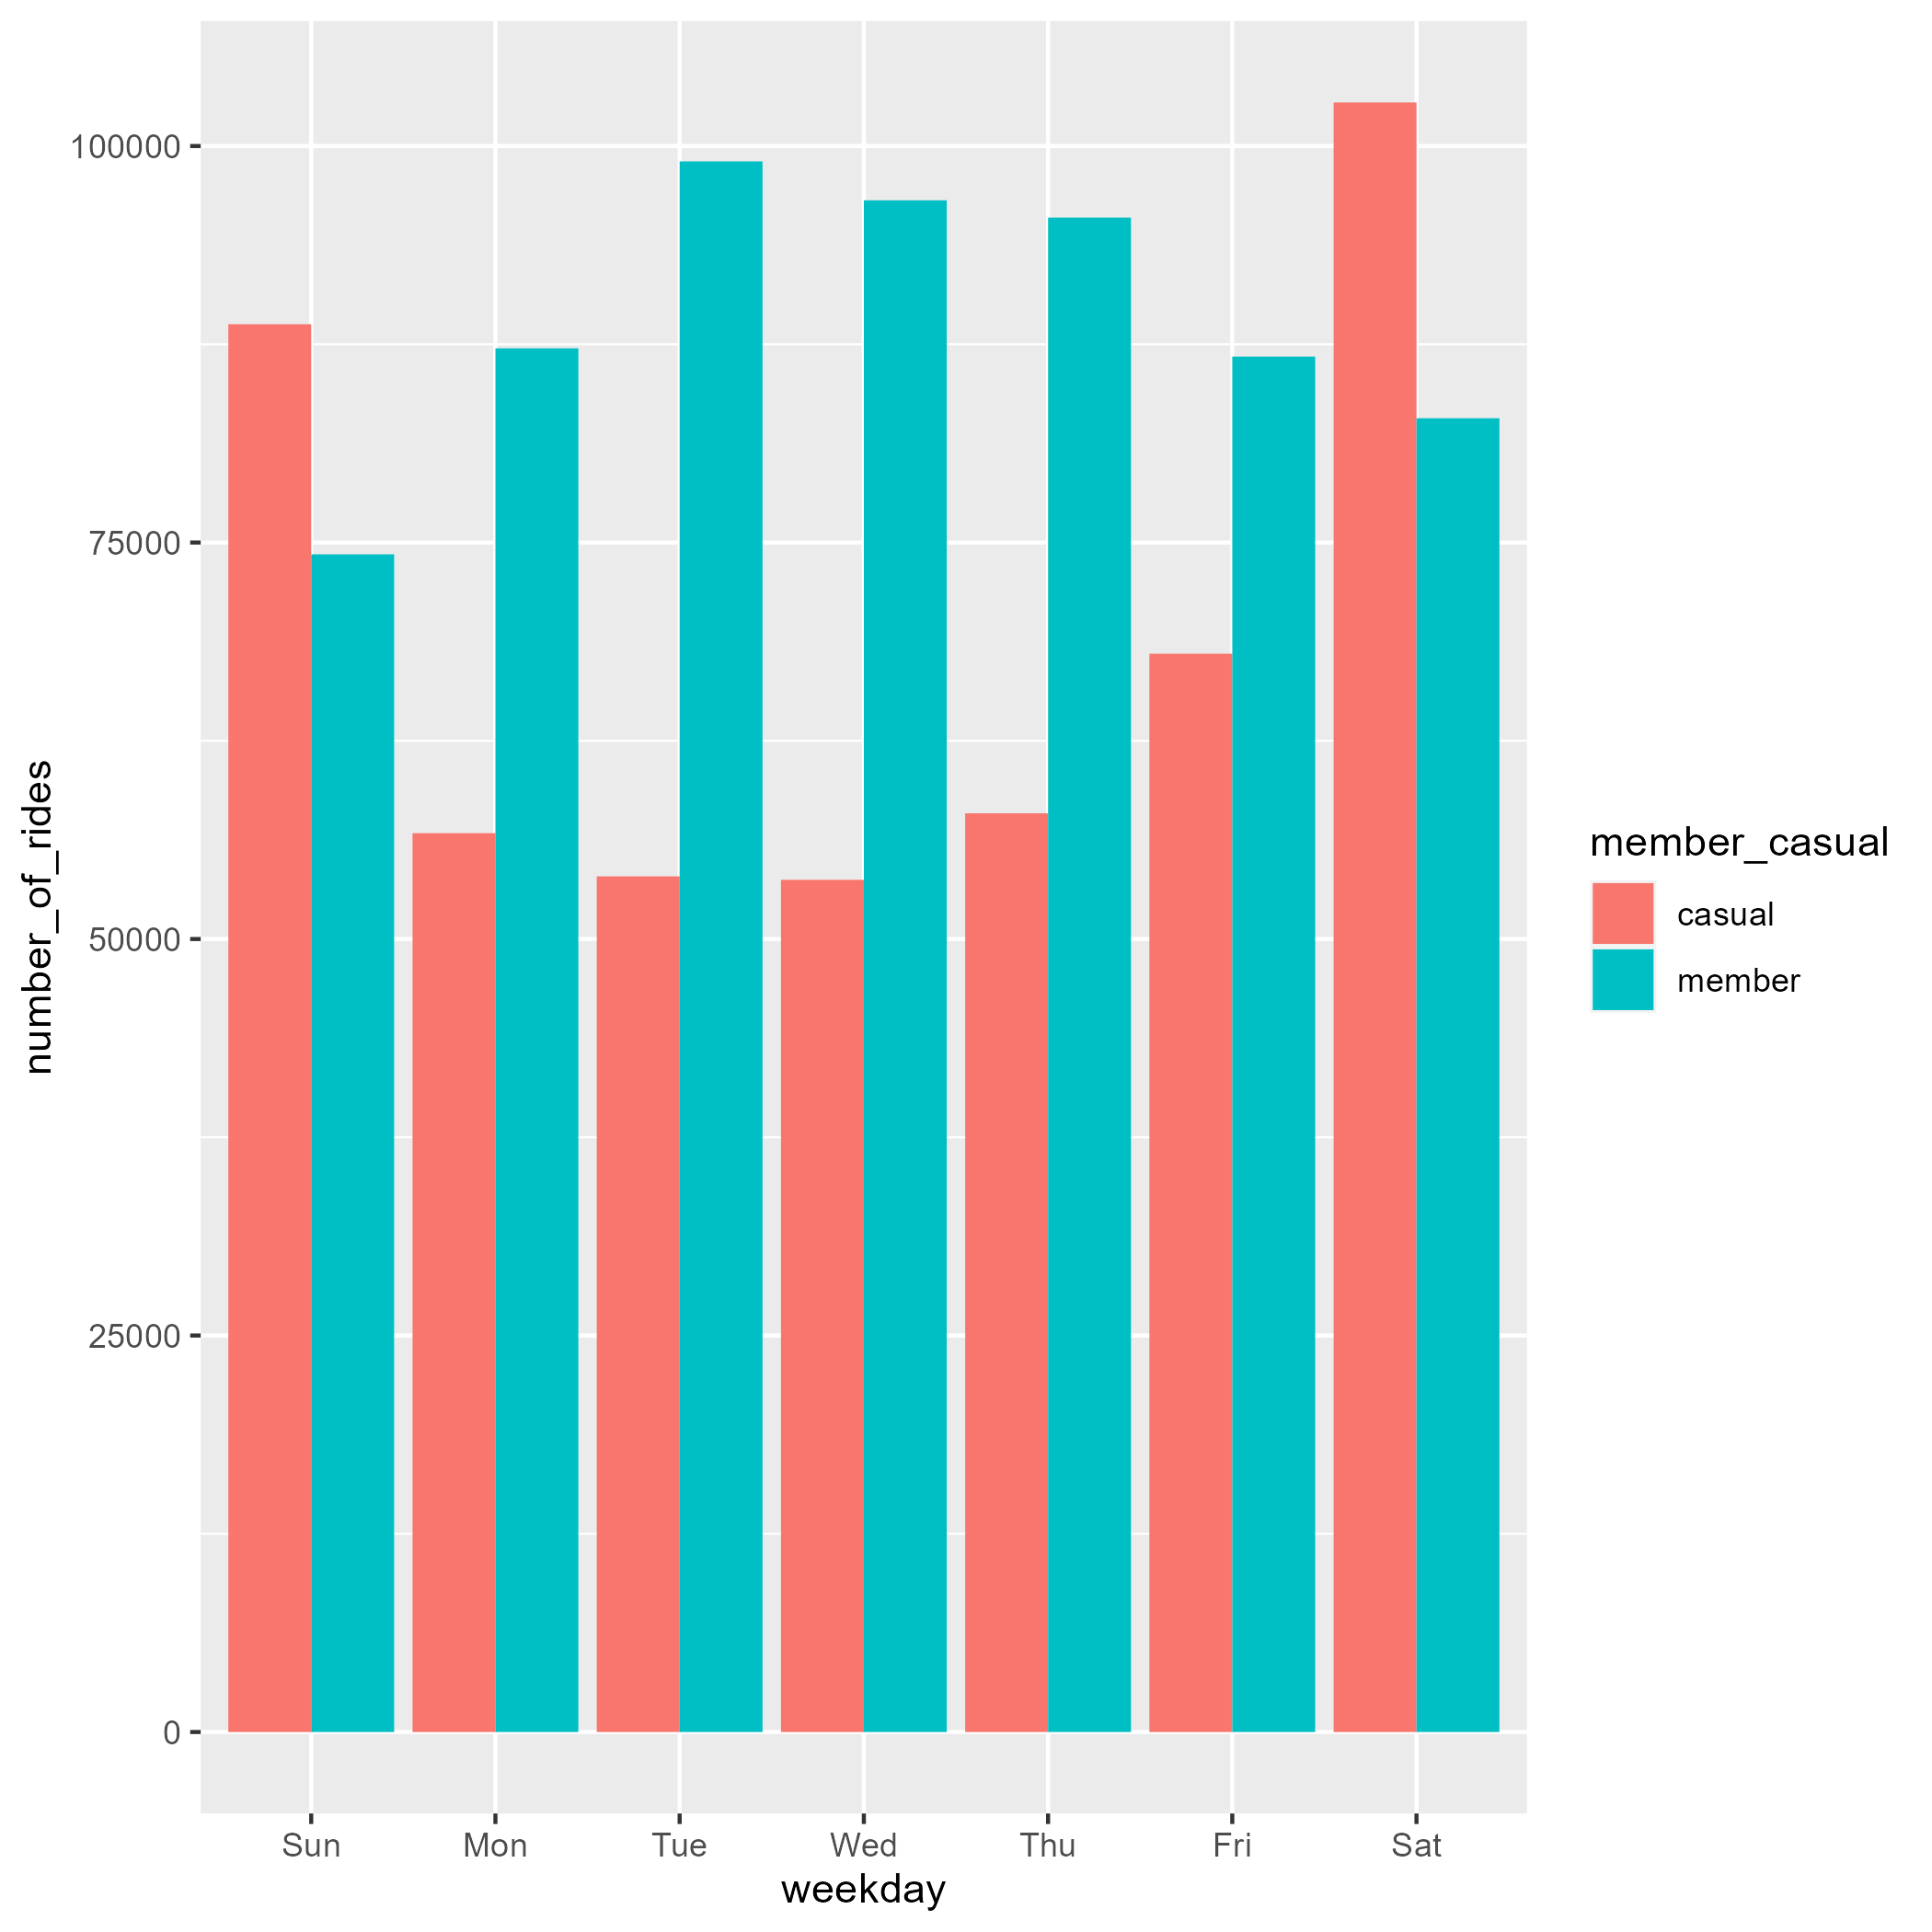 100000
75000
50000
25000
0
number_of_rides
Sun Mon Tue Wed Thu Fri Sat
weekday
member_casual
casual
member